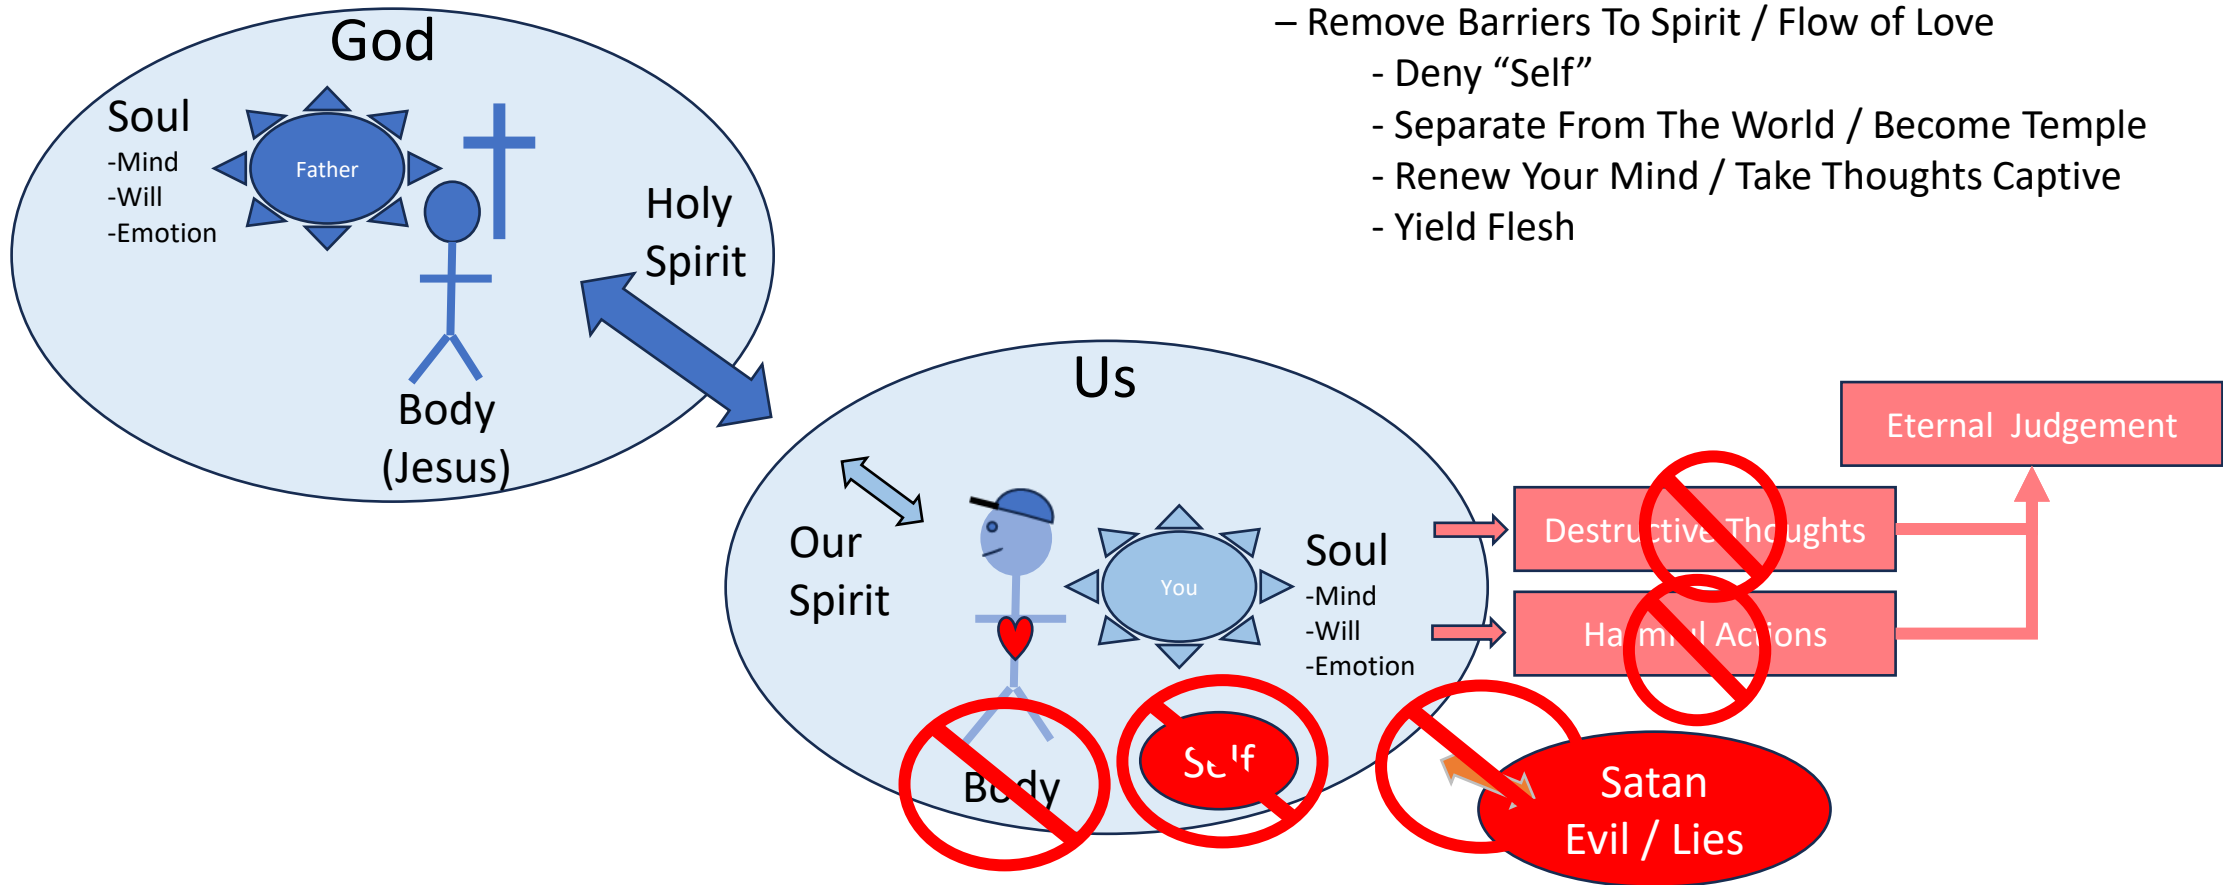 – Remove Barriers To Spirit / Flow of Love
- Deny “Self”
- Separate From The World / Become Temple
- Renew Your Mind / Take Thoughts Captive
- Yield Flesh
God
Soul
-Mind
-Will
-Emotion
Father
Holy
Spirit
Body
(Jesus)
Us
Our
Spirit
You
Soul
-Mind
-Will
-Emotion
Body
Self
Eternal Judgement
Destructive Thoughts
Harmful Actions
Satan
Evil / Lies